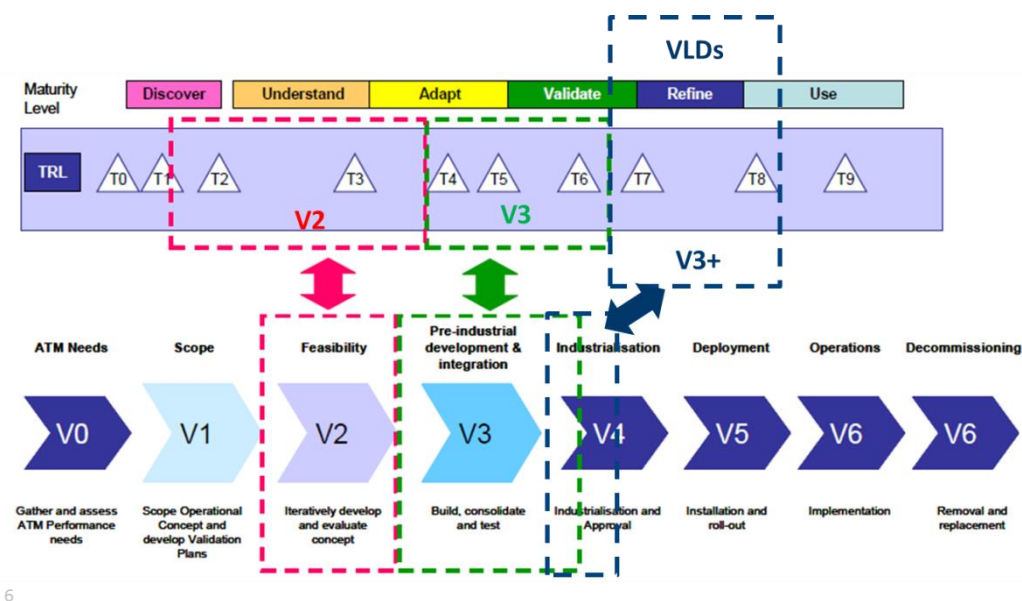 VLDs
Maturity
Level
Discover
Understand
Adapt
Validate
Refine
Use
TRL
T0
T1
T2
T3
T4
T5
T6
T7
T8
T9
V2
V3
V3+
ATM Needs
Scope
Feasibility
Pre-industrial
development &
integration
Industrialisation
Deployment
Operations
Decommissioning
V0
V1
V2
V3
V4
V5
V6
V6
Gather and assess
ATM Performance
needs
Scope Operational
Concept and
develop Validation
Plans
Iteratively develop
and evaluate
concept
Build, consolidate
and test
Industrialisation and
Approval
Installation and
roll-out
Implementation
Removal and
replacement
6